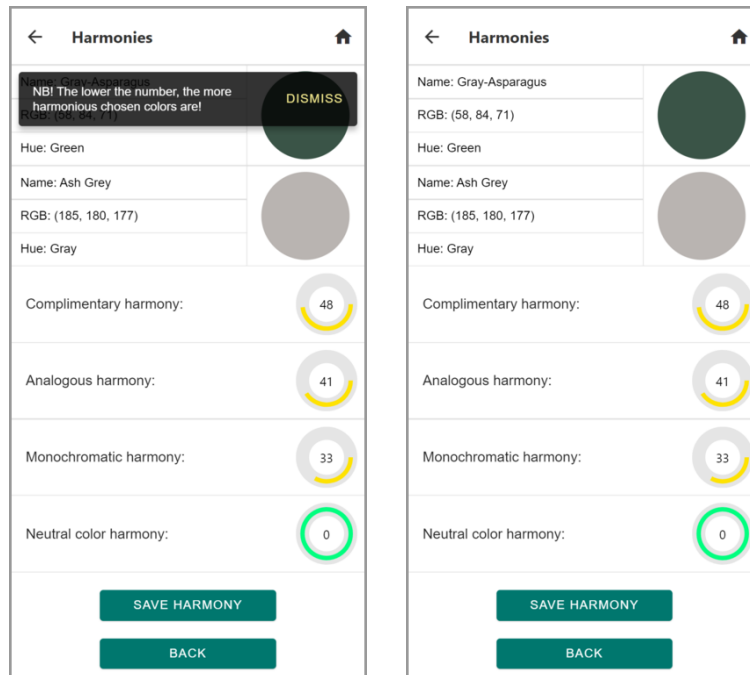 Harmonies
Name: Gray-Asparagus
NB! The lower the number, the more
harmonious chosen colors are!
DISMISS
RGB: (58, 84, 71)
Hue: Green
Name: Ash Grey
RGB: (185, 180, 177)
Hue: Gray
Complimentary harmony:
48
Analogous harmony:
41
Monochromatic harmony:
33
Neutral color harmony:
0
SAVE HARMONY
BACK
Harmonies
Name: Gray-Asparagus
RGB: (58, 84, 71)
Hue: Green
Name: Ash Grey
RGB: (185, 180, 177)
Hue: Gray
Complimentary harmony:
48
Analogous harmony:
41
Monochromatic harmony:
33
Neutral color harmony:
0
SAVE HARMONY
BACK